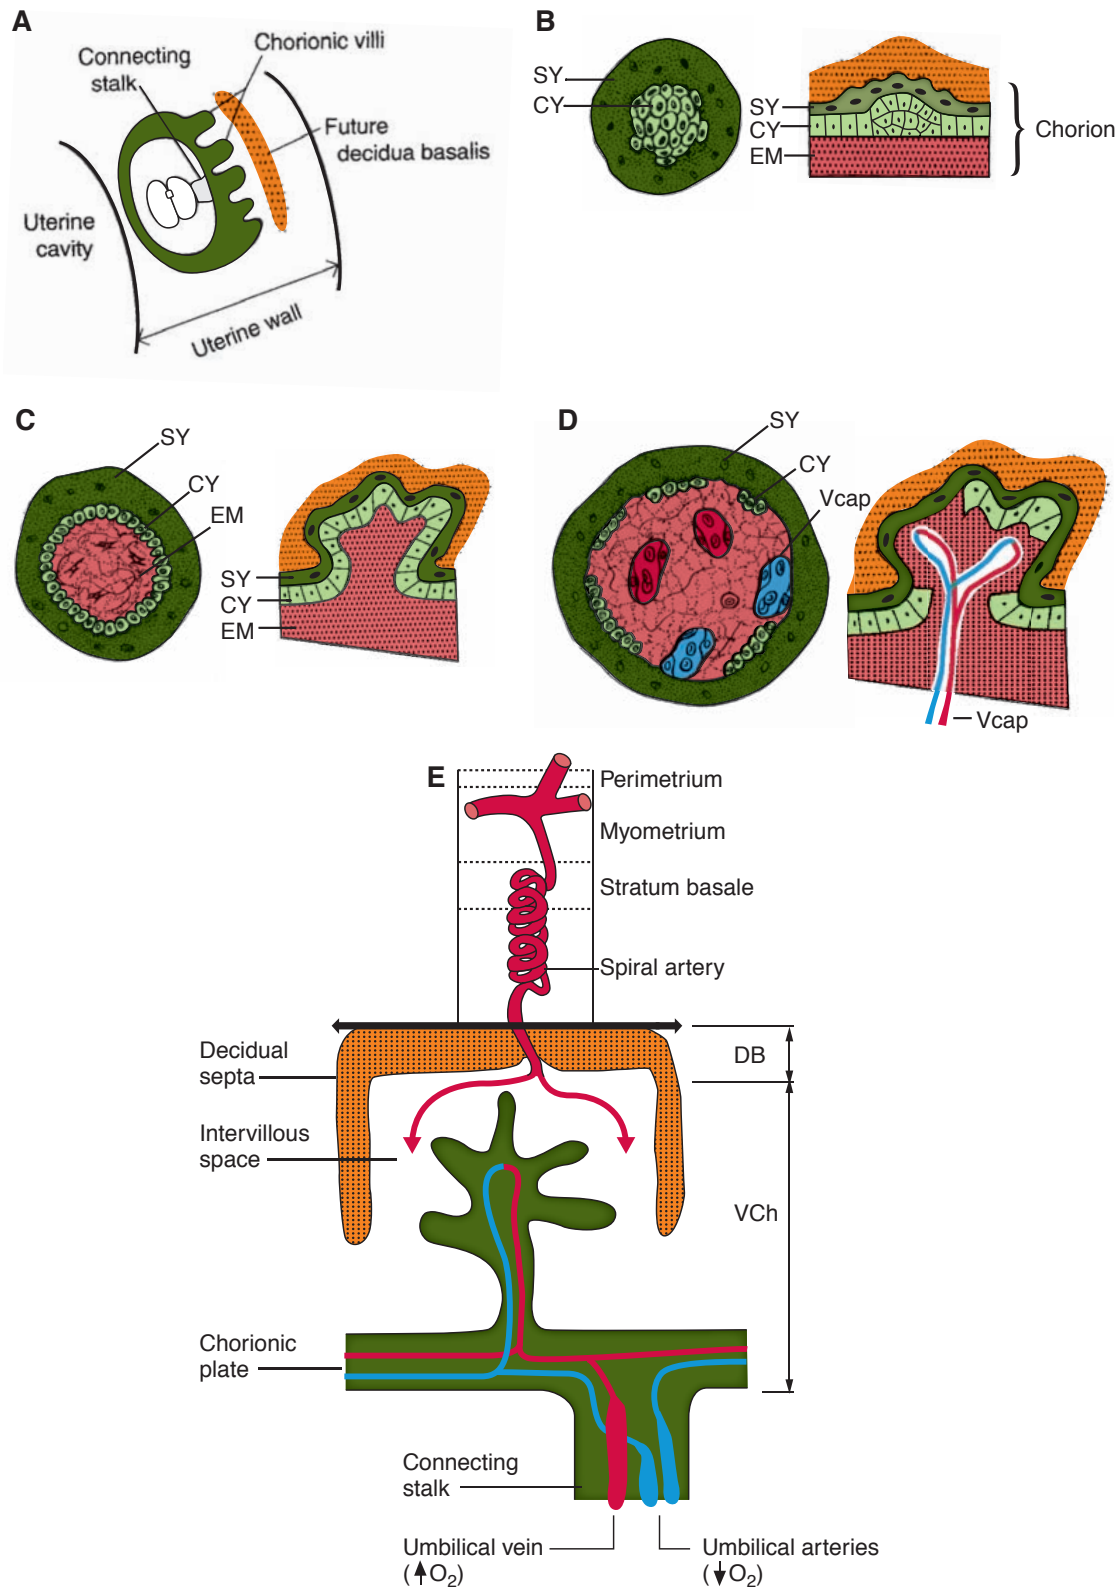 A
Connecting
stalk
Chorionic villi
Future
decidua basalis
Uterine
cavity
Uterine wall
B
SY
CY
SY
CY
EM
Chorion
C
SY
CY
EM
SY
CY
EM
D
SY
CY
Vcap
Vcap
E
Perimetrium
Myometrium
Stratum basale
Spiral artery
Decidual
septa
DB
Intervillous
space
VCh
Chorionic
plate
Connecting
stalk
Umbilical vein
(↑O₂)
Umbilical arteries
(↓O₂)